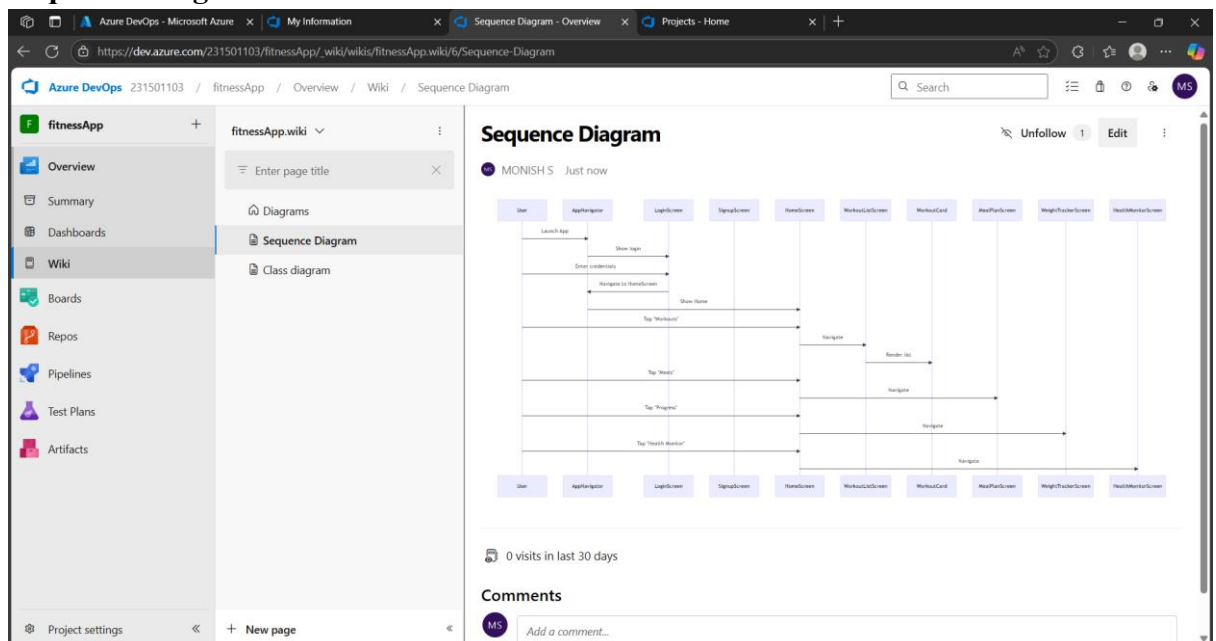 Azure DevOps - Microsoft Azure
My Information
Sequence Diagram - Overview
Projects - Home
https://dev.azure.com/231501103/fitnessApp/_wiki/wikis/fitnessApp.wiki/6/Sequence-Diagram
Azure DevOps 231501103 / fitnessApp / Overview / Wiki / Sequence Diagram
Search
MS
F fitnessApp +
Overview
Summary
Dashboards
Wiki
Boards
Repos
Pipelines
Test Plans
Artifacts
Project settings
fitnessApp.wiki
Enter page title
Diagrams
Sequence Diagram
Class diagram
+ New page
Sequence Diagram
Unfollow 1 Edit
MS MONISH S Just now
User AppNavigator LoginScreen SignupScreen HomeScreen WorkoutListScreen WorkoutCard MealPlanScreen WeightTrackerScreen HealthMonitorScreen
Launch App
Show login
Enter credentials
Navigate to HomeScreen
Show Home
Tap "Workouts"
Navigate
Render list
Tap "Meals"
Navigate
Tap "Progress"
Navigate
Tap "Health Monitor"
Navigate
User AppNavigator LoginScreen SignupScreen HomeScreen WorkoutListScreen WorkoutCard MealPlanScreen WeightTrackerScreen HealthMonitorScreen
0 visits in last 30 days
Comments
MS Add a comment...